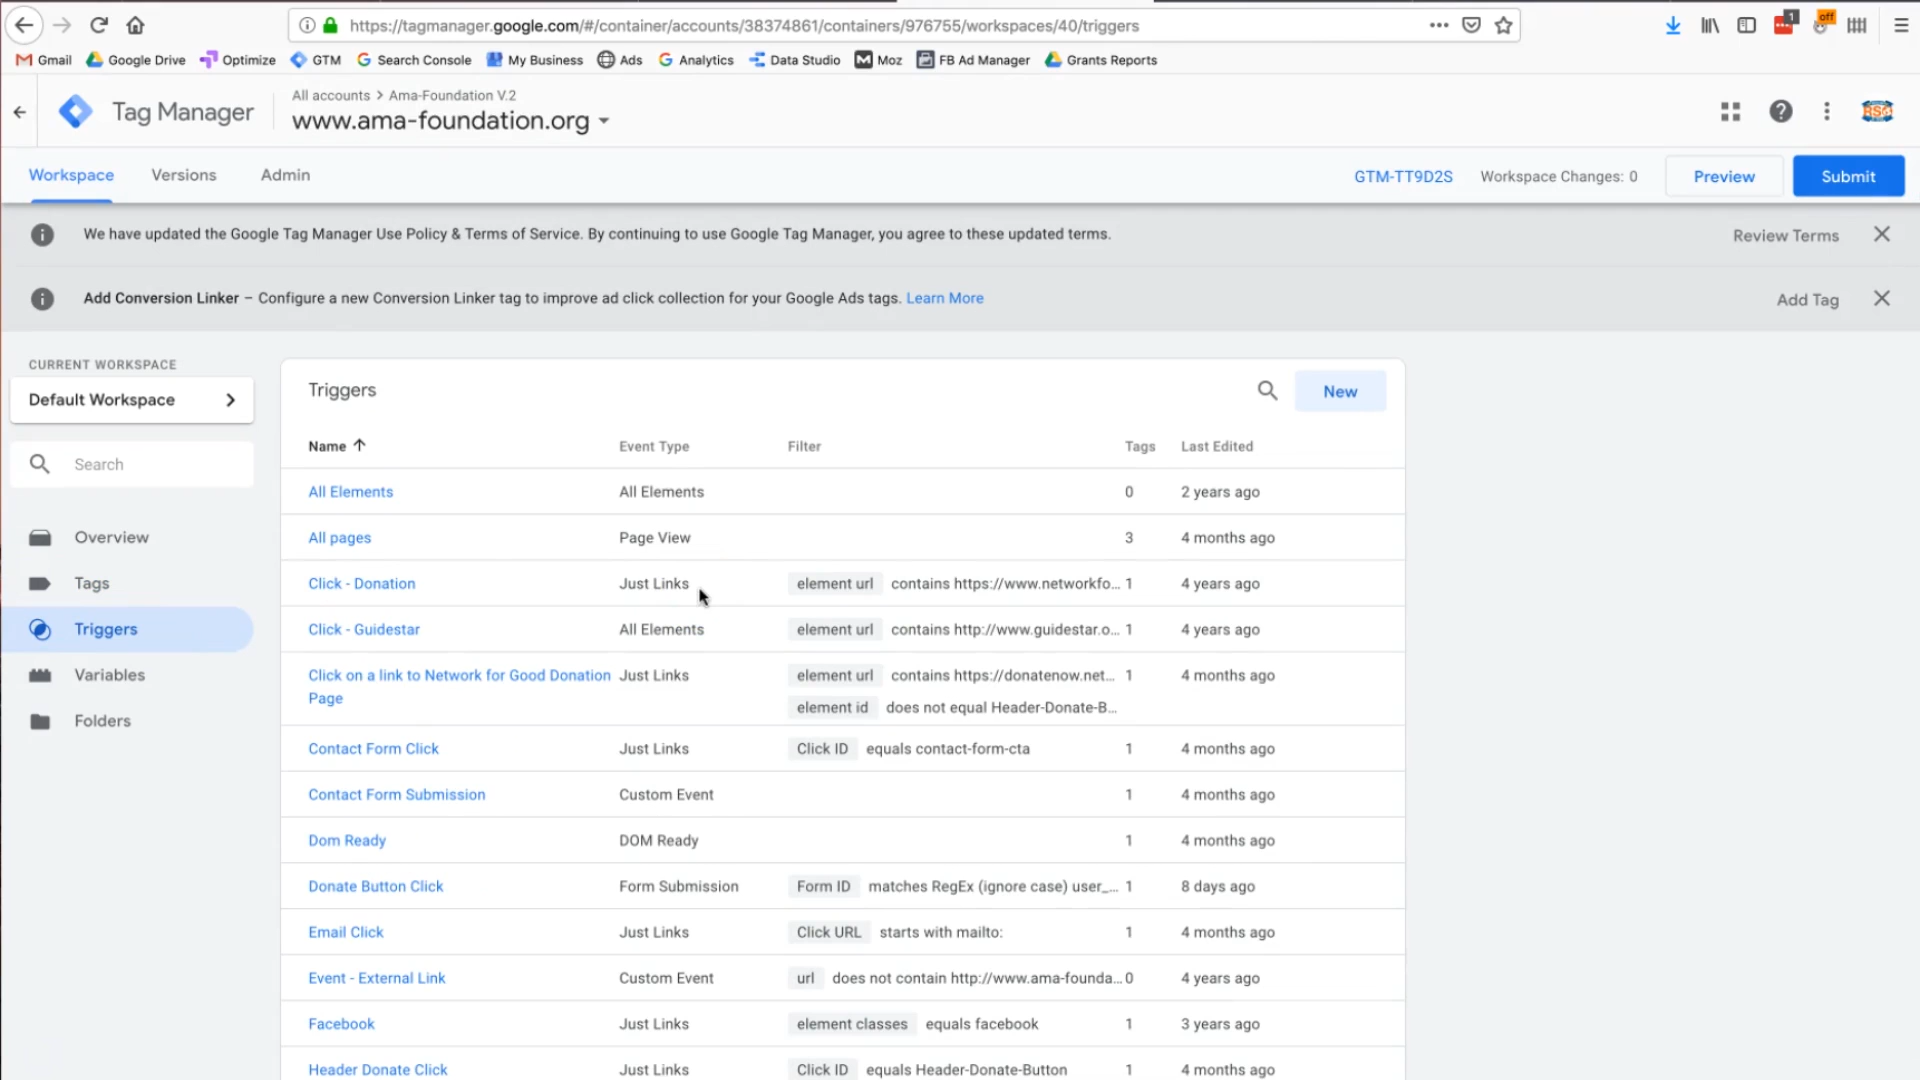 https://tagmanager.google.com/#/container/accounts/38374861/containers/976755/workspaces/40/triggers
1
off
Gmail Google Drive Optimize GTM Search Console My Business Ads Analytics Data Studio Moz FB Ad Manager Grants Reports
Tag Manager
All accounts > Ama-Foundation V.2
www.ama-foundation.org
BSG
Workspace Versions Admin GTM-TT9D2S Workspace Changes: 0 Preview Submit
We have updated the Google Tag Manager Use Policy & Terms of Service. By continuing to use Google Tag Manager, you agree to these updated terms. Review Terms
Add Conversion Linker – Configure a new Conversion Linker tag to improve ad click collection for your Google Ads tags. Learn More Add Tag
CURRENT WORKSPACE
Default Workspace
Search
Overview
Tags
Triggers
Variables
Folders
Triggers New
Name Event Type Filter Tags Last Edited
All Elements All Elements 0 2 years ago
All pages Page View 3 4 months ago
Click - Donation Just Links element url contains https://www.networkfo... 1 4 years ago
Click - Guidestar All Elements element url contains http://www.guidestar.o... 1 4 years ago
Click on a link to Network for Good Donation Just Links element url contains https://donatenow.net... 1 4 months ago
Page element id does not equal Header-Donate-B...
Contact Form Click Just Links Click ID equals contact-form-cta 1 4 months ago
Contact Form Submission Custom Event 1 4 months ago
Dom Ready DOM Ready 1 4 months ago
Donate Button Click Form Submission Form ID matches RegEx (ignore case) user_... 1 8 days ago
Email Click Just Links Click URL starts with mailto: 1 4 months ago
Event - External Link Custom Event url does not contain http://www.ama-founda... 0 4 years ago
Facebook Just Links element classes equals facebook 1 3 years ago
Header Donate Click Just Links Click ID equals Header-Donate-Button 1 4 months ago